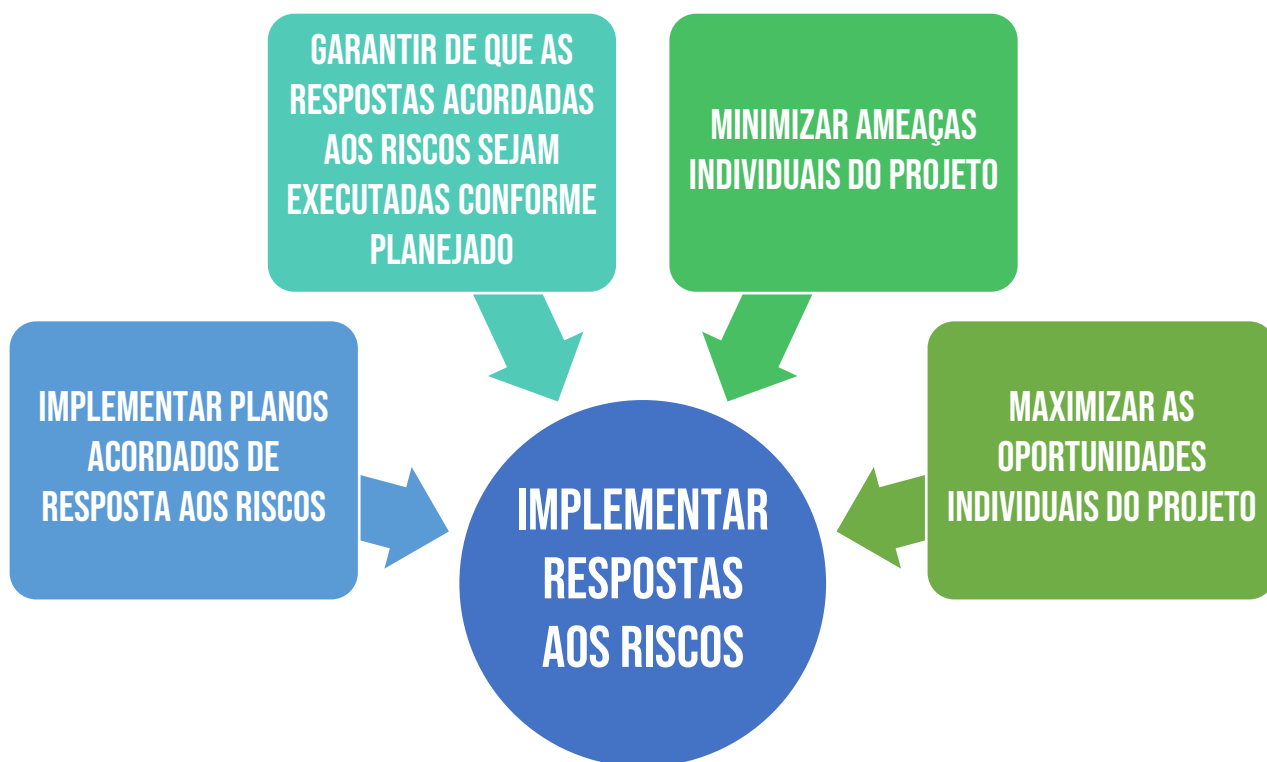 GARANTIR DE QUE AS
RESPOSTAS ACORDADAS
AOS RISCOS SEJAM
EXECUTADAS CONFORME
PLANEJADO
MINIMIZAR AMEAÇAS
INDIVIDUAIS DO PROJETO
IMPLEMENTAR PLANOS
ACORDADOS DE
RESPOSTA AOS RISCOS
MAXIMIZAR AS
OPORTUNIDADES
INDIVIDUAIS DO PROJETO
IMPLEMENTAR
RESPOSTAS
AOS RISCOS